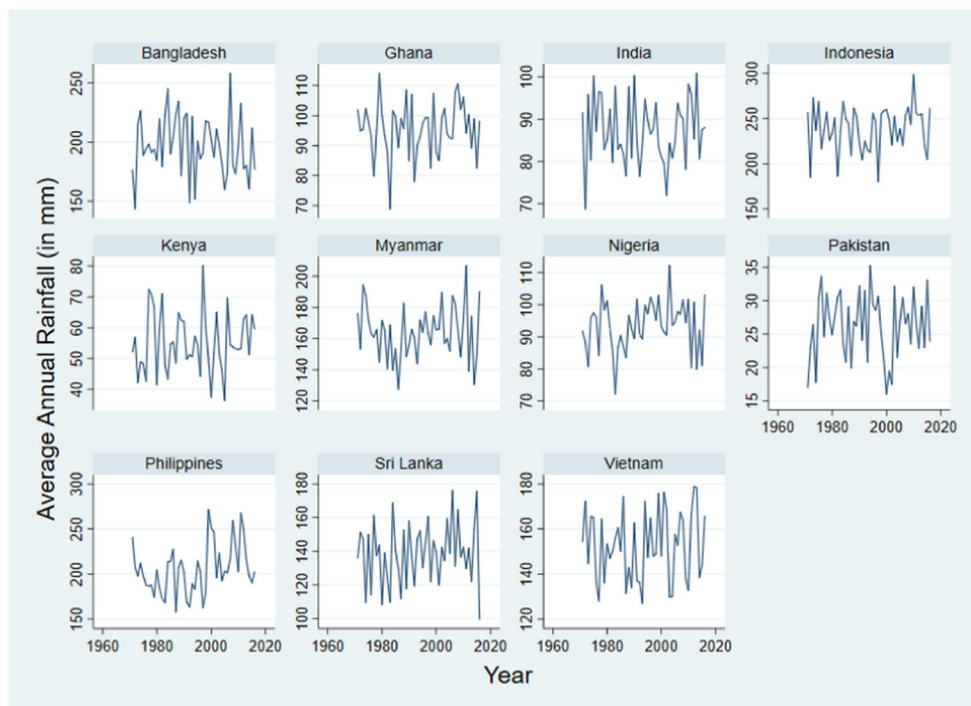 Bangladesh Ghana India Indonesia
250 200 150
110 100 90 80 70
100 90 80 70
300 250 200 150
Kenya Myanmar Nigeria Pakistan
80 70 60 50 40
200 180 160 140 120
110 100 90 80 70
35 30 25 20 15
1960 1980 2000 2020
Philippines Sri Lanka Vietnam
300 250 200 150
180 160 140 120 100
180 160 140 120
1960 1980 2000 2020 1960 1980 2000 2020 1960 1980 2000 2020
Average Annual Rainfall (in mm)
Year